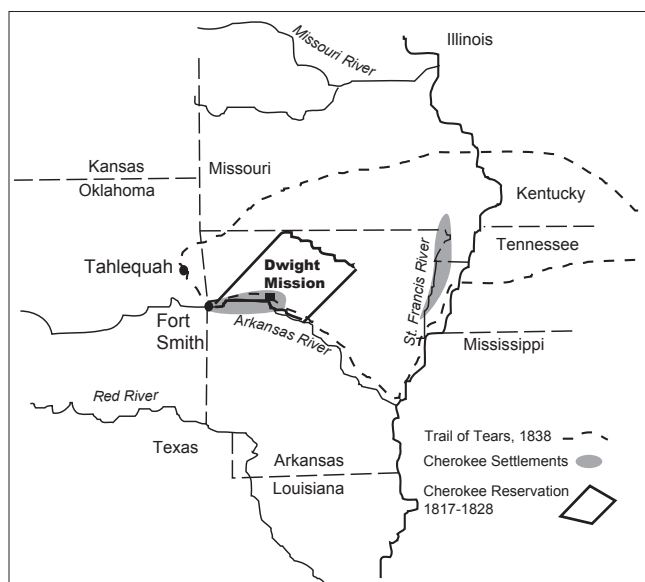 Illinois
Missouri River
Kansas
Missouri
Oklahoma
Kentucky
Tennessee
Tahlequah
Dwight
Mission
St. Francis River
Fort
Smith
Arkansas River
Mississippi
Red River
Texas
Arkansas
Louisiana
Trail of Tears, 1838
Cherokee Settlements
Cherokee Reservation
1817-1828